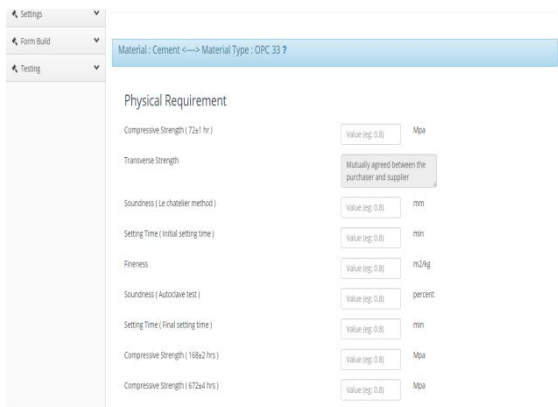 Settings
Form Build
Testing
Material : Cement <----> Material Type : OPC 33 ?
Physical Requirement
Compressive Strength ( 72±1 hr ) Value (eg: 0.8) Mpa
Transverse Strength Mutually agreed between the
purchaser and supplier
Soundness ( Le chatelier method ) Value (eg: 0.8) mm
Setting Time ( Initial setting time ) Value (eg: 0.8) min
Fineness Value (eg: 0.8) m2/kg
Soundness ( Autoclave test ) Value (eg: 0.8) percent
Setting Time ( Final setting time ) Value (eg: 0.8) min
Compressive Strength ( 168±2 hrs ) Value (eg: 0.8) Mpa
Compressive Strength ( 672±4 hrs ) Value (eg: 0.8) Mpa